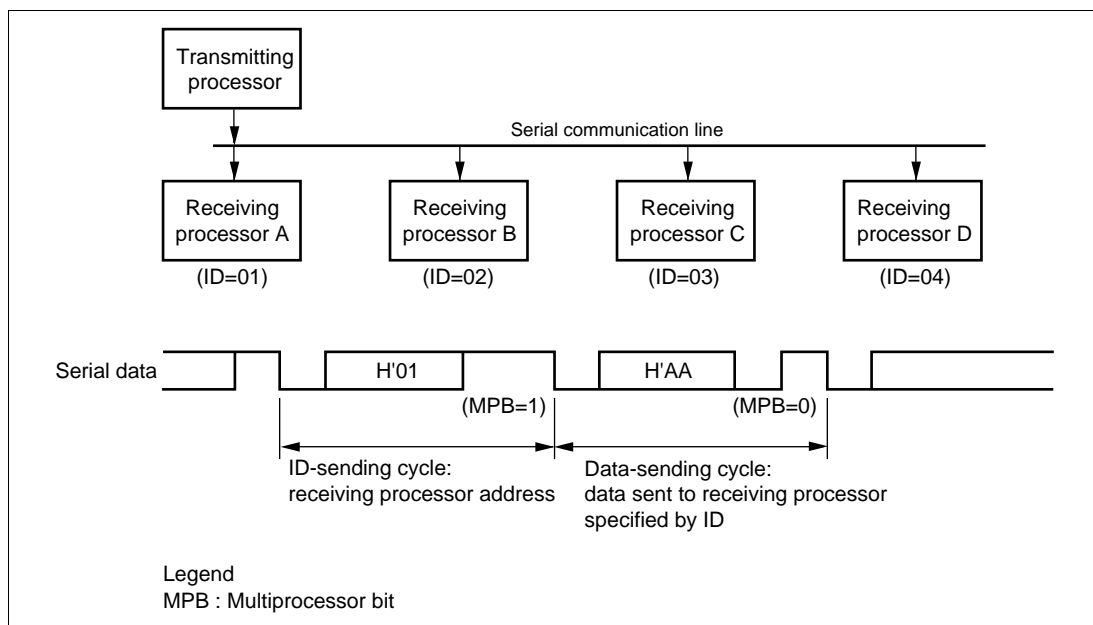 Transmitting
processor
Serial communication line
Receiving
processor A
Receiving
processor B
Receiving
processor C
Receiving
processor D
(ID=01)
(ID=02)
(ID=03)
(ID=04)
Serial data
H'01
H'AA
(MPB=1)
(MPB=0)
ID-sending cycle:
receiving processor address
Data-sending cycle:
data sent to receiving processor
specified by ID
Legend
MPB : Multiprocessor bit